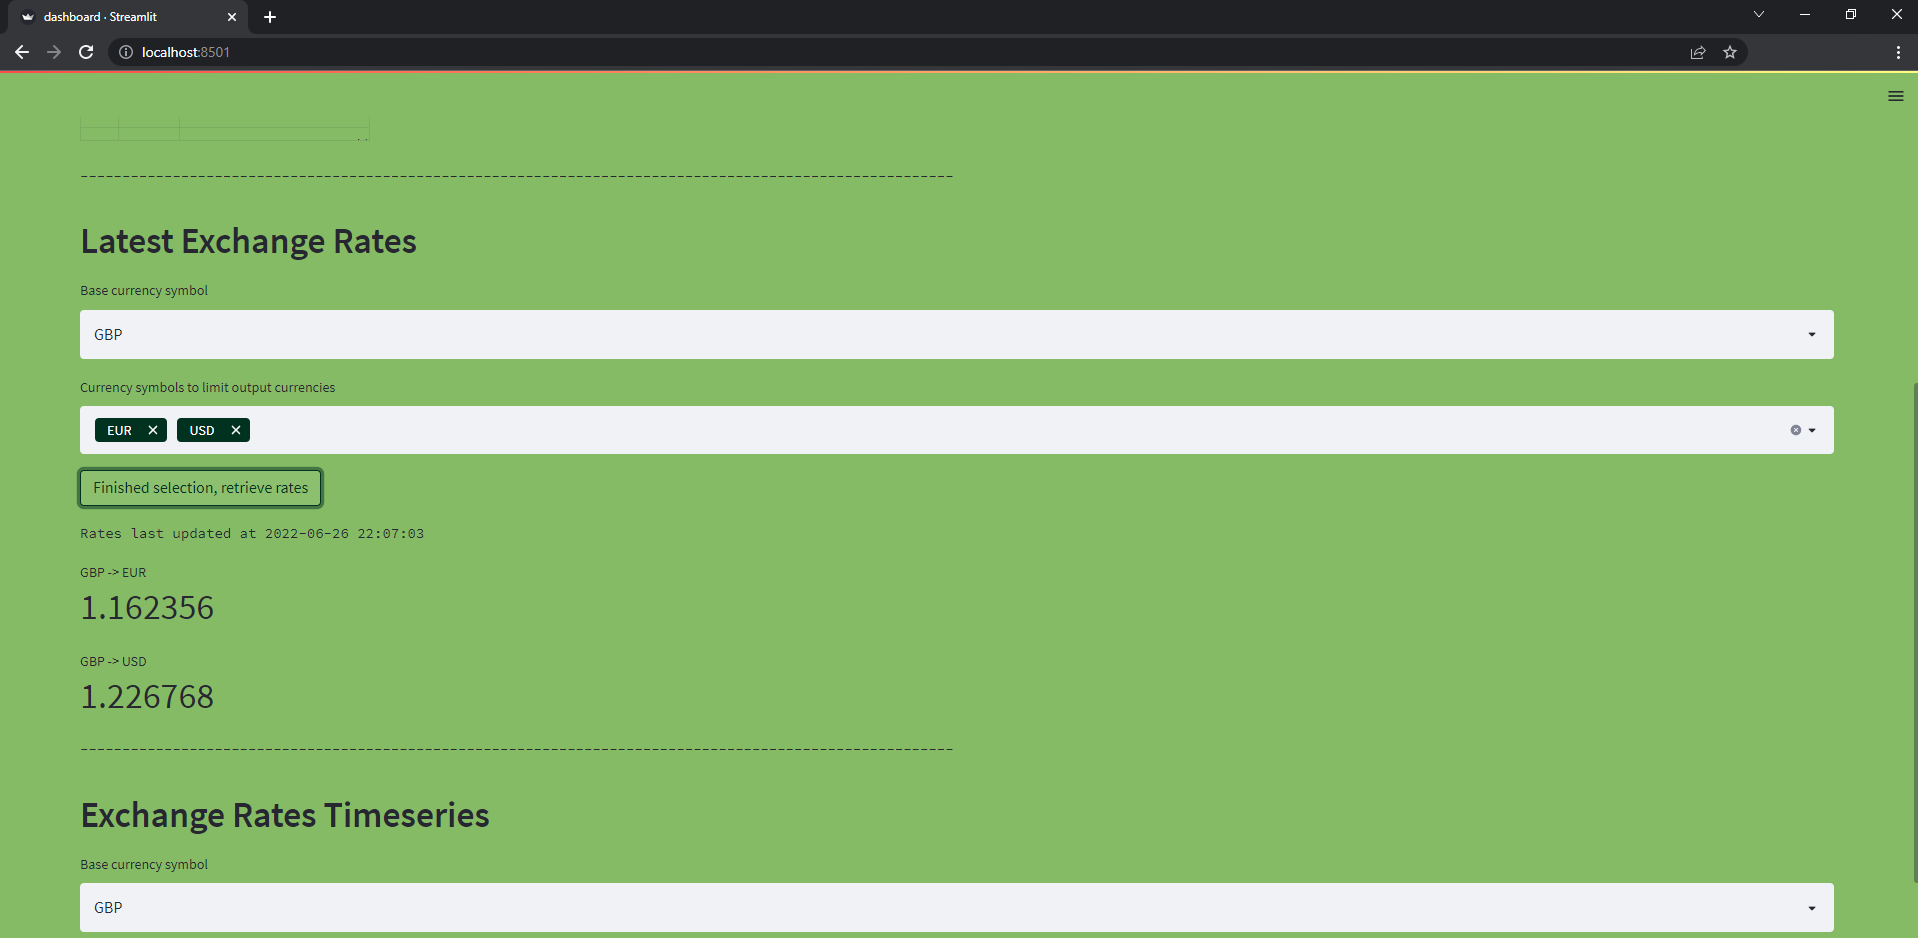 dashboard · Streamlit
localhost:8501
Latest Exchange Rates
Base currency symbol
GBP
Currency symbols to limit output currencies
EUR USD
Finished selection, retrieve rates
Rates last updated at 2022-06-26 22:07:03
GBP -> EUR
1.162356
GBP -> USD
1.226768
Exchange Rates Timeseries
Base currency symbol
GBP